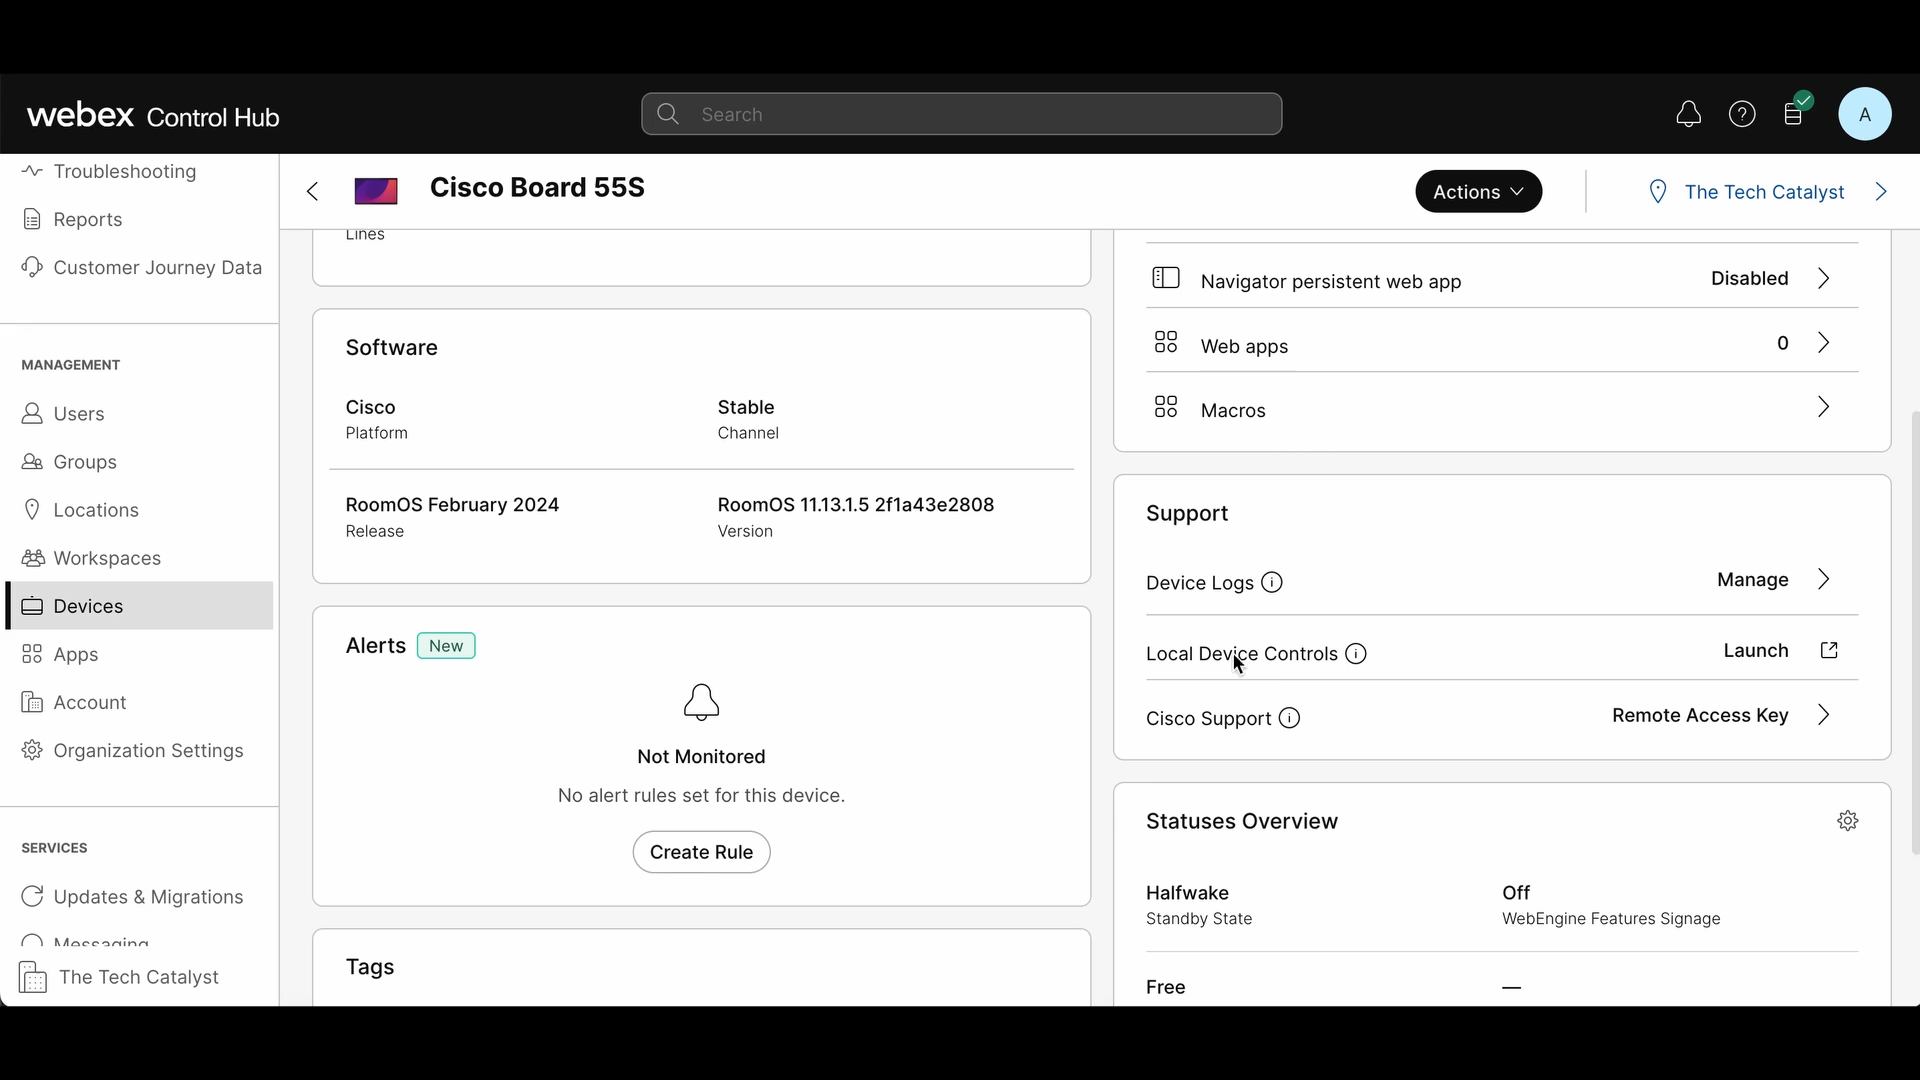 webex Control Hub
Search
A
Troubleshooting
Reports
Customer Journey Data
MANAGEMENT
Users
Groups
Locations
Workspaces
Devices
Apps
Account
Organization Settings
SERVICES
Updates & Migrations
Messaging
The Tech Catalyst
Cisco Board 55S
Actions
The Tech Catalyst
Lines
Software
Cisco
Platform
Stable
Channel
RoomOS February 2024
Release
RoomOS 11.13.1.5 2f1a43e2808
Version
Alerts New
Not Monitored
No alert rules set for this device.
Create Rule
Tags
Navigator persistent web app Disabled
Web apps 0
Macros
Support
Device Logs Manage
Local Device Controls Launch
Cisco Support Remote Access Key
Statuses Overview
Halfwake
Standby State
Off
WebEngine Features Signage
Free
—